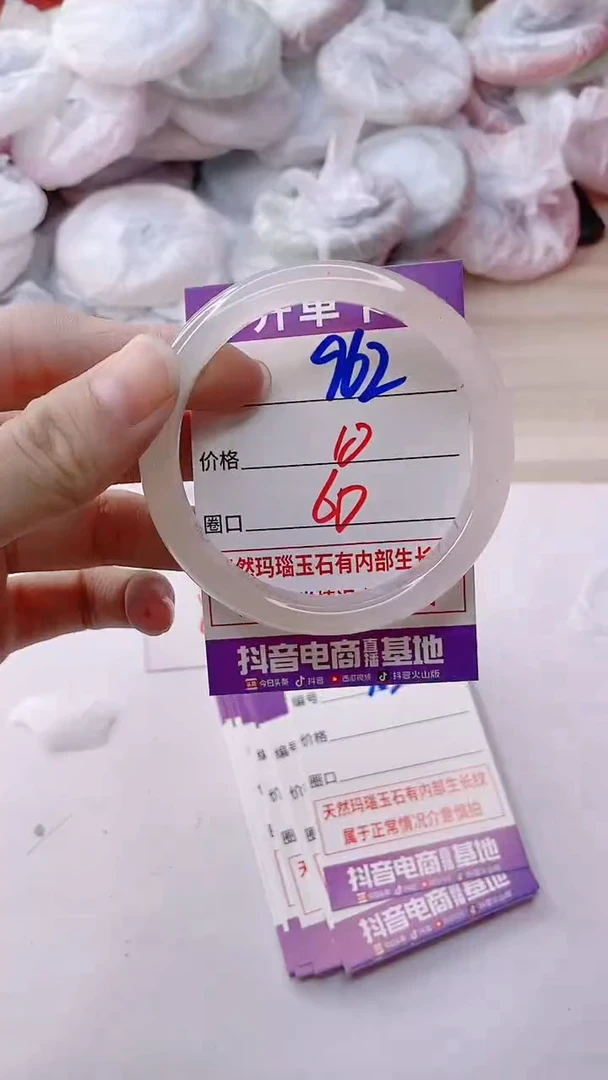 开单卡
962
价格 10
圈口 60
然玛瑙玉石有内部生长
抖音电商直播基地
今日头条 抖音 西瓜视频 抖音火山版
编号
价格
圈口
天然玛瑙玉石有内部生长纹
属于正常情况介意慎拍
抖音电商直播基地
抖音电商直播基地